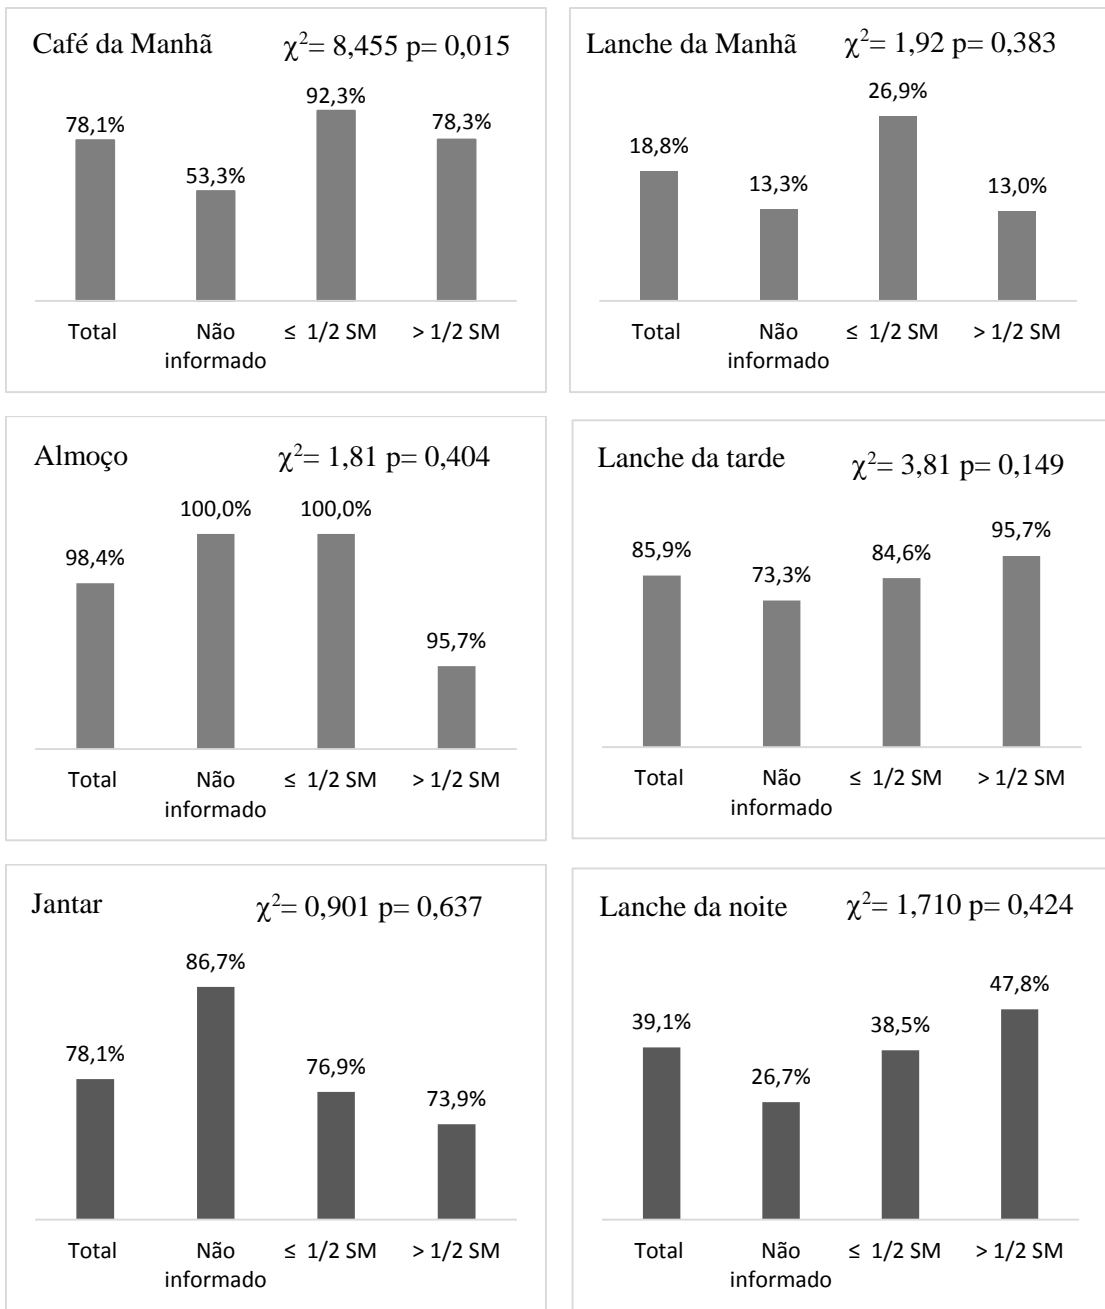 Café da Manhã χ²= 8,455 p= 0,015
92,3%
78,1%
78,3%
53,3%
Total Não informado ≤ 1/2 SM > 1/2 SM
Lanche da Manhã χ²= 1,92 p= 0,383
26,9%
18,8%
13,3%
13,0%
Total Não informado ≤ 1/2 SM > 1/2 SM
Almoço χ²= 1,81 p= 0,404
100,0% 100,0%
98,4%
95,7%
Total Não informado ≤ 1/2 SM > 1/2 SM
Lanche da tarde χ²= 3,81 p= 0,149
95,7%
85,9%
84,6%
73,3%
Total Não informado ≤ 1/2 SM > 1/2 SM
Jantar χ²= 0,901 p= 0,637
86,7%
78,1%
76,9%
73,9%
Total Não informado ≤ 1/2 SM > 1/2 SM
Lanche da noite χ²= 1,710 p= 0,424
47,8%
39,1%
38,5%
26,7%
Total Não informado ≤ 1/2 SM > 1/2 SM